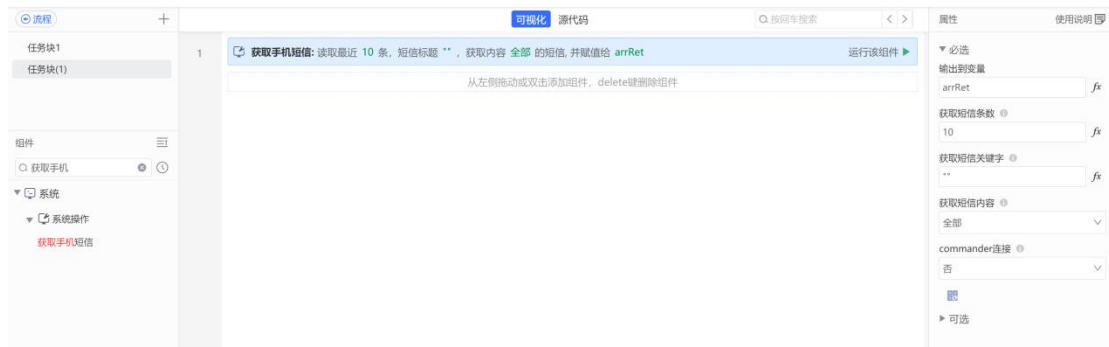 流程
任务块1
任务块(1)
组件
获取手机
系统
系统操作
获取手机短信
可视化 源代码
按回车搜索
1
获取手机短信: 读取最近 10 条, 短信标题 "" , 获取内容 全部 的短信, 并赋值给 arrRet
运行该组件
从左侧拖动或双击添加组件, delete键删除组件
属性
使用说明
必选
输出到变量
arrRet
fx
获取短信条数
10
fx
获取短信关键字
""
fx
获取短信内容
全部
commander连接
否
可选